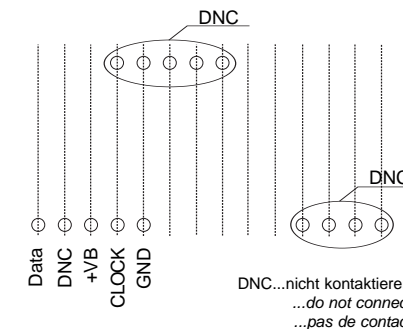 DNC
DNC
Data
DNC
+VB
CLOCK
GND
DNC...nicht kontaktiere
...do not connec
...pas de contac